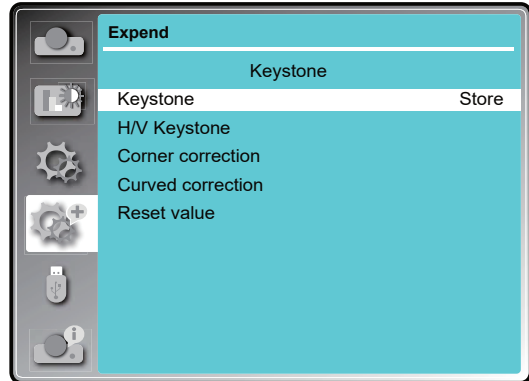 Expend
Keystone
Keystone Store
H/V Keystone
Corner correction
Curved correction
Reset value